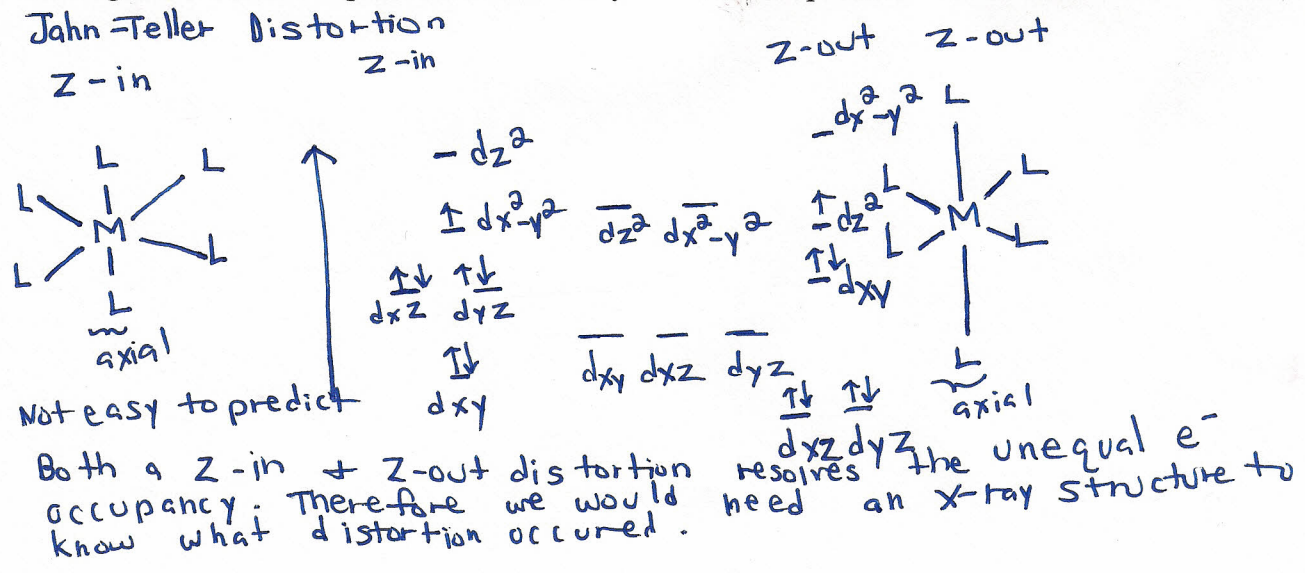 Jahn-Teller Distortion
z-in
z-in
z-out z-out
L L
L
M
L
L
L
axial
Not easy to predict
- dz²
↿ dx²-y²
↿⇂ ↿⇂
dxz dyz
↿⇂
dxy
dz² dx²-y²
dxy dxz dyz
_dx²-y²
↿dz²
↿⇂dxy
↿⇂ ↿⇂
dxz dyz
L
L
L
M
L
L
L
axial
Both a z-in + z-out distortion resolves the unequal e⁻
occupancy. Therefore we would need an x-ray structure to
know what distortion occured.